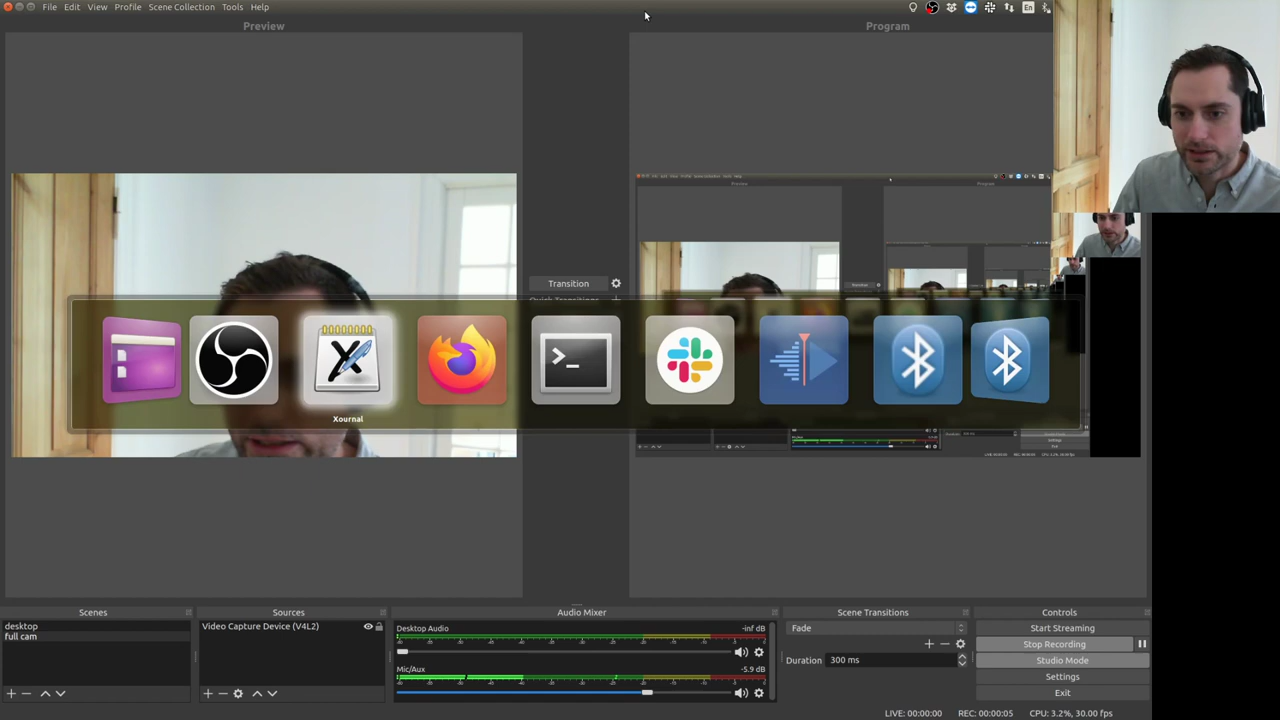 File Edit View Profile Scene Collection Tools Help
En
Preview
Program
Transition
Quick Transitions
Xournal
Scenes
desktop
full cam
Sources
Video Capture Device (V4L2)
Audio Mixer
Desktop Audio
-inf dB
Mic/Aux
-5.9 dB
Scene Transitions
Fade
Duration
300 ms
Controls
Start Streaming
Stop Recording
Studio Mode
Settings
Exit
LIVE: 00:00:00
REC: 00:00:05
CPU: 3.2%, 30.00 fps